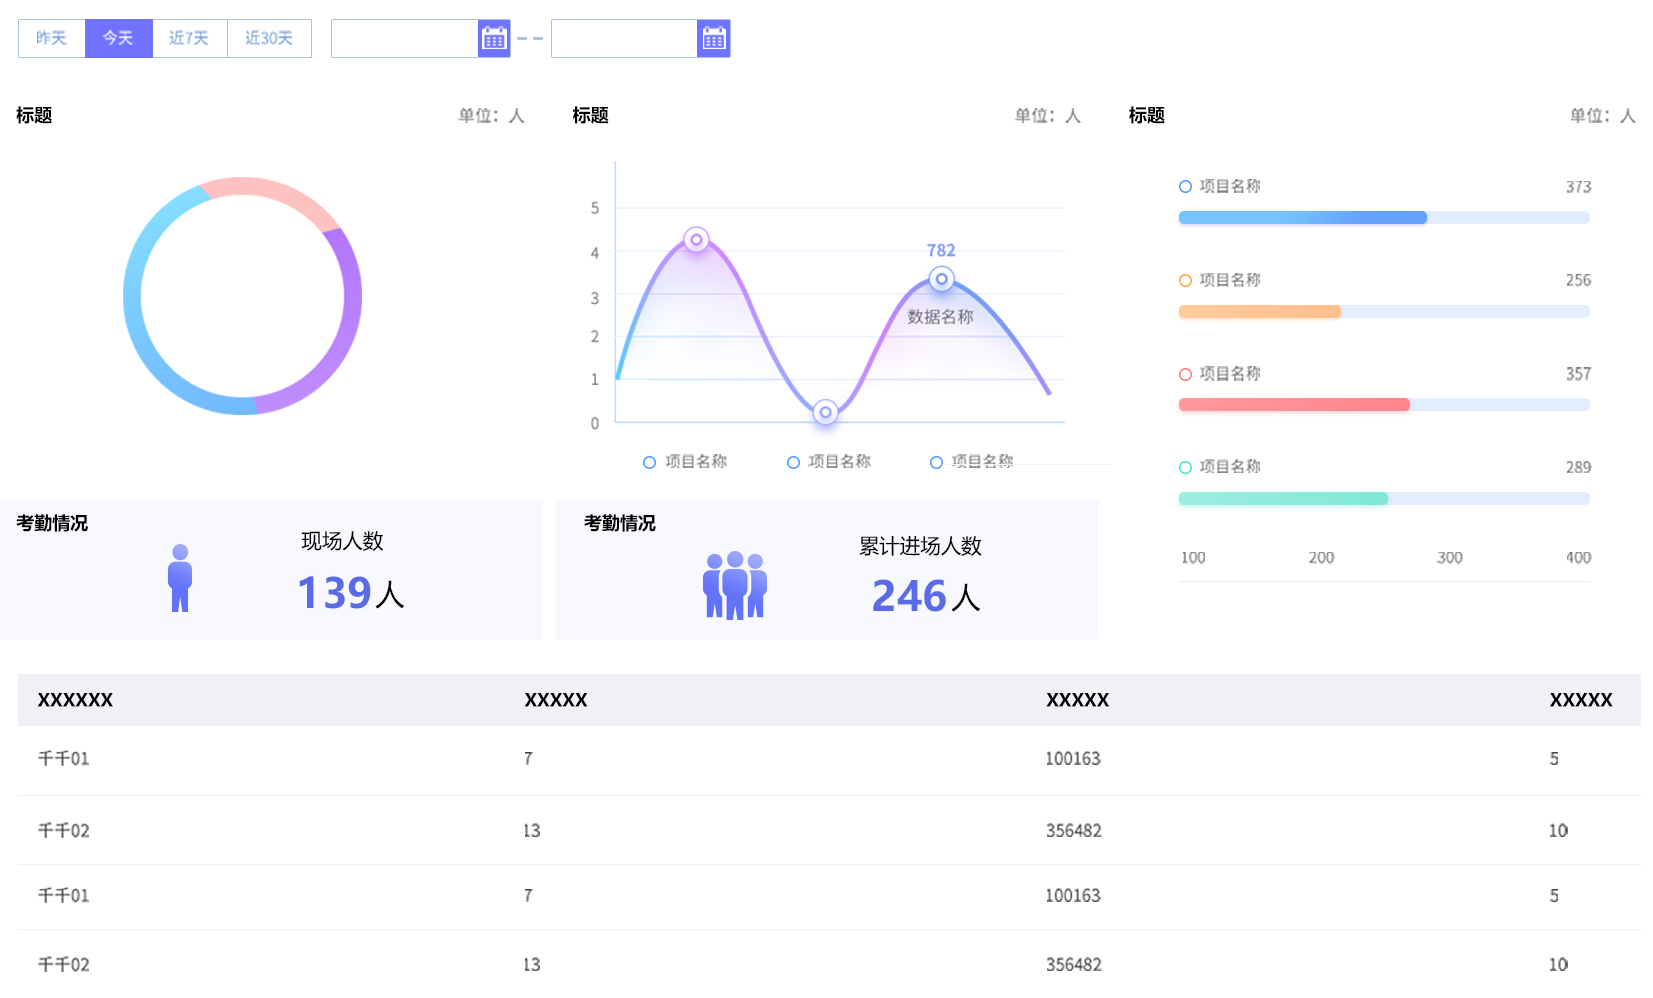 昨天 今天 近7天 近30天
标题 单位：人
标题 单位：人
5
4
3
2
1
0
782
数据名称
项目名称 项目名称 项目名称
标题 单位：人
项目名称 373
项目名称 256
项目名称 357
项目名称 289
100 200 300 400
考勤情况
现场人数
139人
考勤情况
累计进场人数
246人
XXXXXX XXXXX XXXXX XXXXX
千千01 7 100163 5
千千02 13 356482 10
千千01 7 100163 5
千千02 13 356482 10